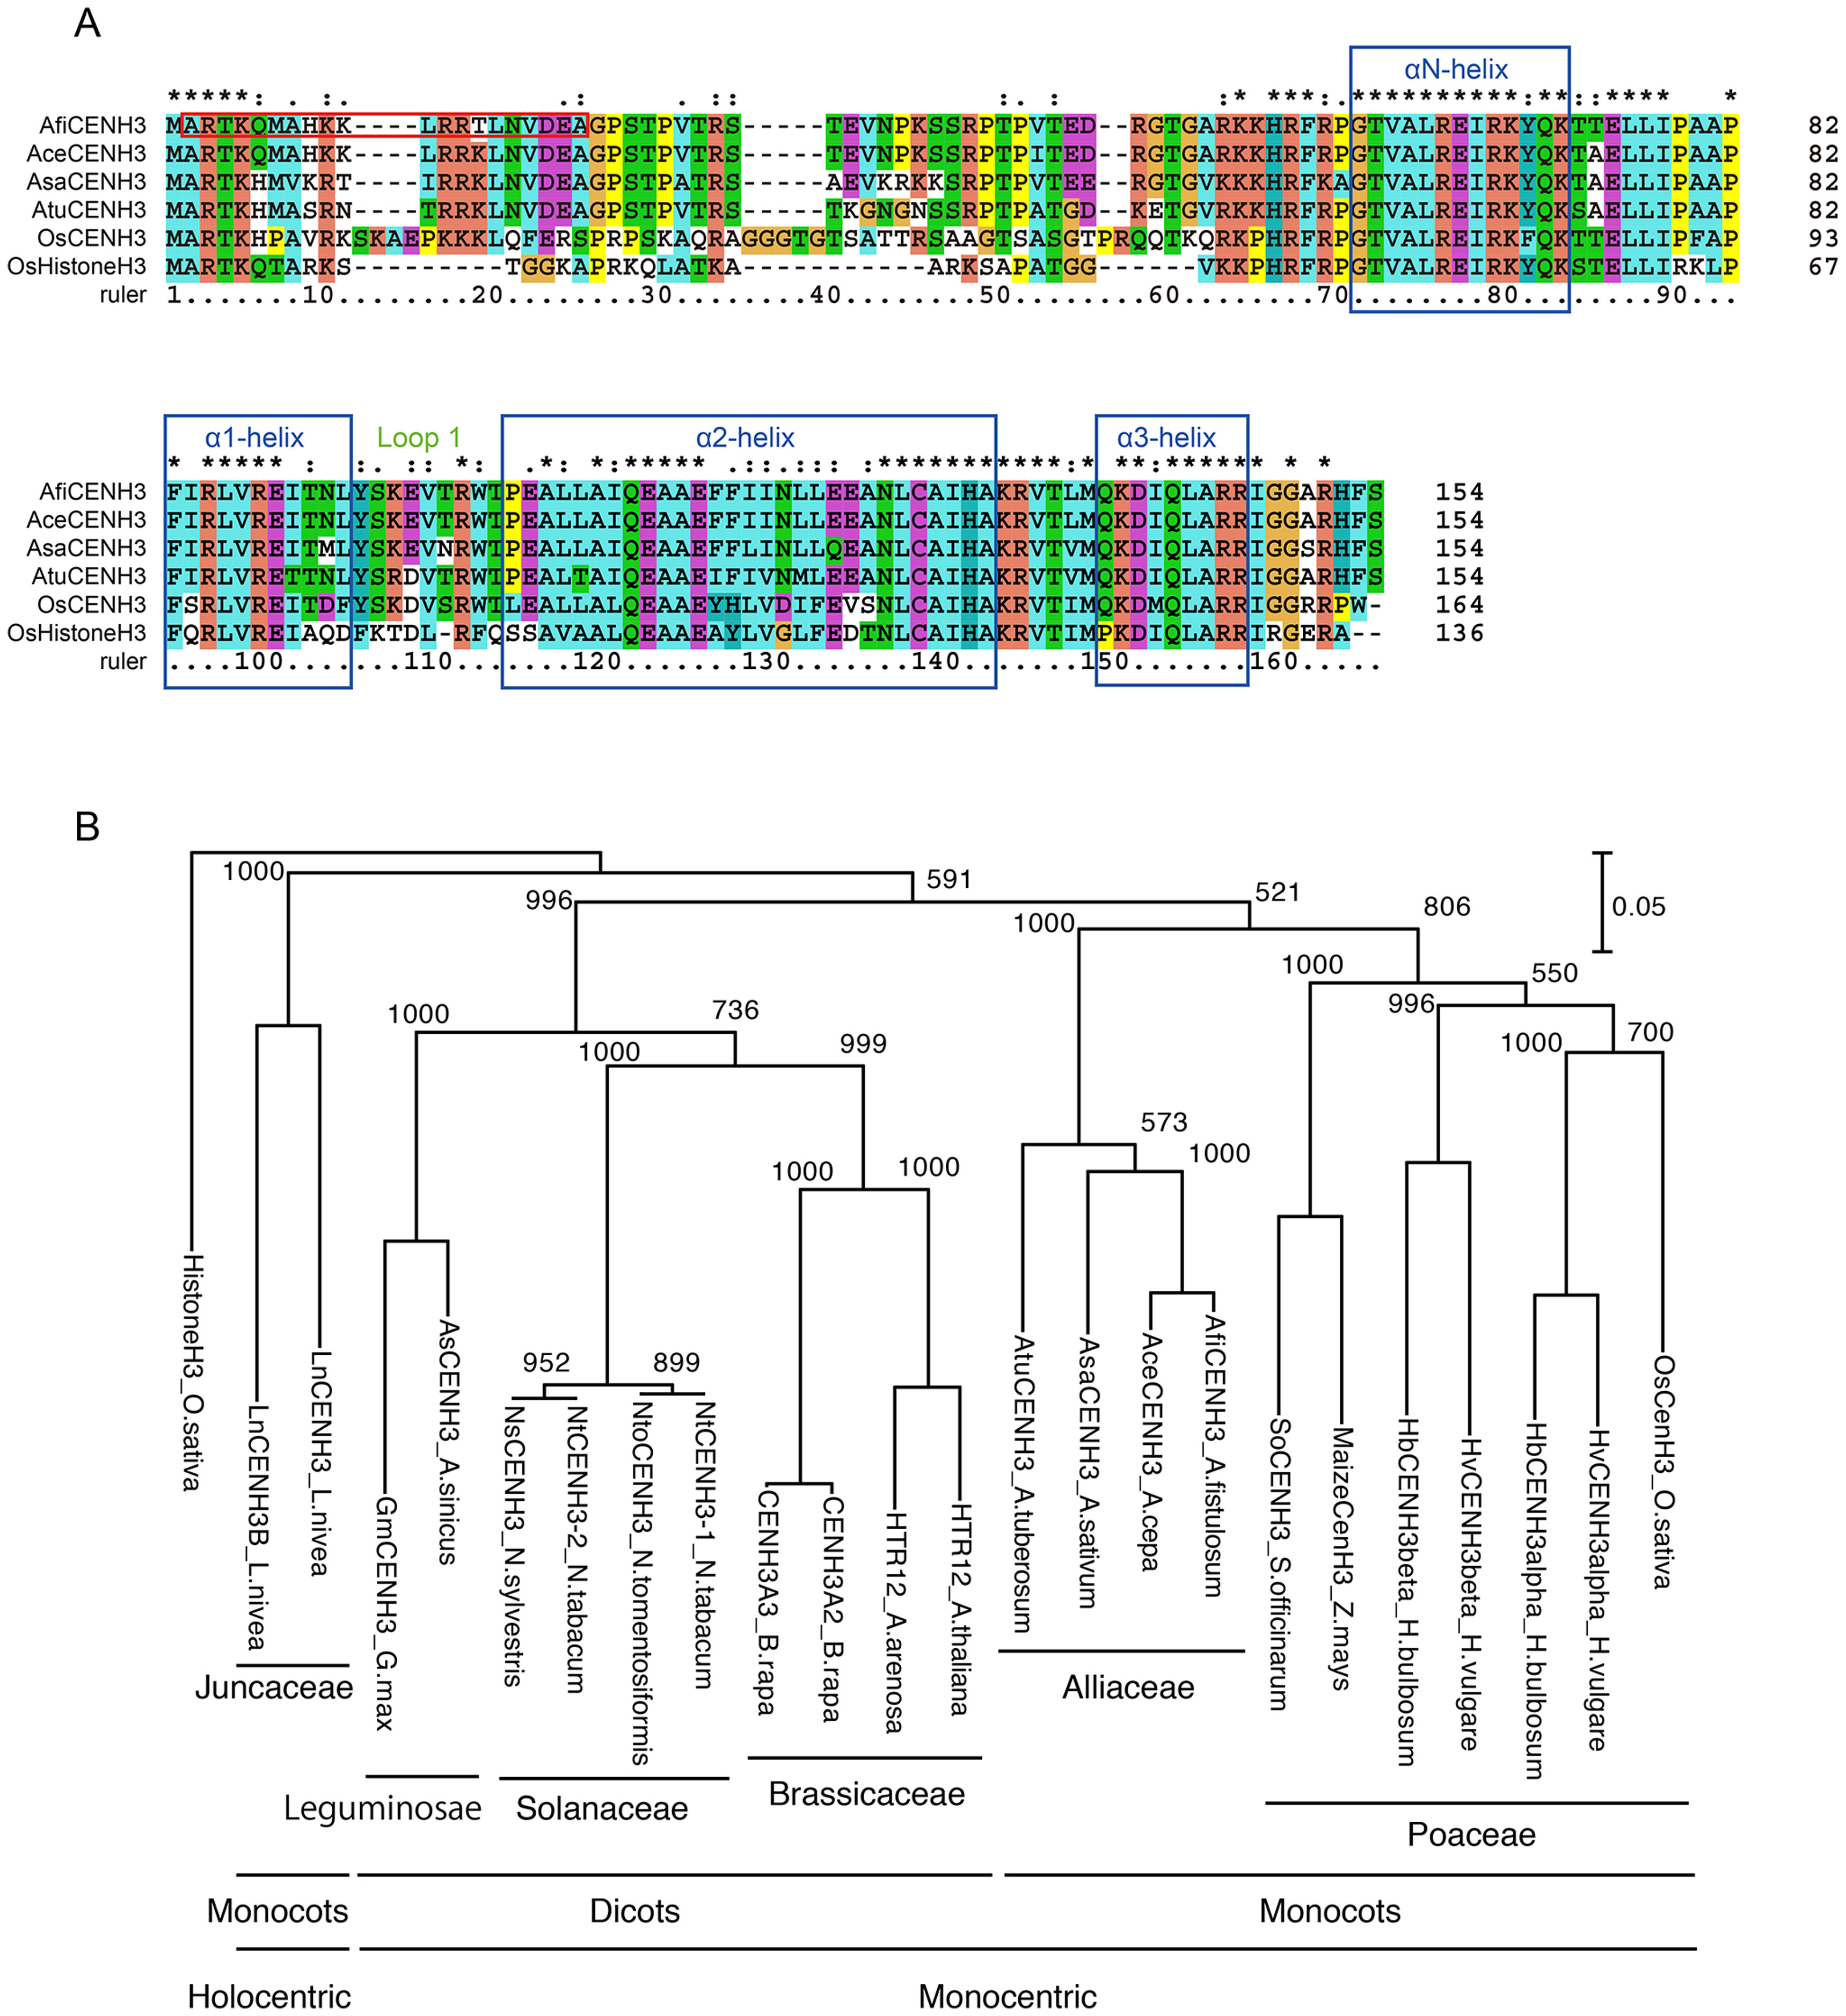 A
αN-helix
*****: . :. .: . :: :. : :* ***:.**********:**::**** *
AfiCENH3 MARTKQMAHKK----LRRTLNVDEAGPSTPVTRS-----TEVNPKSSRPTPVTED--RGTGARKKHRFRPGTVALREIRKYQKTTELLIPAAP 82
AceCENH3 MARTKQMAHKK----LRRKLNVDEAGPSTPVTRS-----TEVNPKSSRPTPITED--RGTGARKKHRFRPGTVALREIRKYQKTAELLIPAAP 82
AsaCENH3 MARTKHMVKRT----IRRKLNVDEAGPSTPATRS-----AEVKRKKSRPTPVTEE--RGTGVKKKHRFKAGTVALREIRKYQKTAELLIPAAP 82
AtuCENH3 MARTKHMASRN----TRRKLNVDEAGPSTPVTRS-----TKGNGNSSRPTPATGD--KETGVRKKHRFRPGTVALREIRKYQKSAELLIPAAP 82
OsCENH3 MARTKHPAVRKSKAEPKKKLQFERSPRPSKAQRAGGGTGTSATTRSAAGTSASGTPRQQTKQRKPHRFRPGTVALREIRKFQKTTELLIPFAP 93
OsHistoneH3 MARTKQTARKS---------TGGKAPRKQLATKA-----------ARKSAPATGG------VKKPHRFRPGTVALREIRKYQKSTELLIRKLP 67
ruler 1.......10........20........30........40........50........60........70........80........90...
α1-helix Loop 1 α2-helix α3-helix
* ***** : :. :: *: .*: *:***** .::.::: :************:* **:****** * *
AfiCENH3 FIRLVREITNLYSKEVTRWTPEALLAIQEAAEFFIINLLEEANLCAIHAKRVTLMQKDIQLARRIGGARHFS 154
AceCENH3 FIRLVREITNLYSKEVTRWTPEALLAIQEAAEFFIINLLEEANLCAIHAKRVTLMQKDIQLARRIGGARHFS 154
AsaCENH3 FIRLVREITMLYSKEVNRWTPEALLAIQEAAEFFLINLLQEANLCAIHAKRVTVMQKDIQLARRIGGSRHFS 154
AtuCENH3 FIRLVRETTNLYSRDVTRWTPEALTAIQEAAEIFIVNMLEEANLCAIHAKRVTVMQKDIQLARRIGGARHFS 154
OsCENH3 FSRLVREITDFYSKDVSRWTLEALLALQEAAEYHLVDIFEVSNLCAIHAKRVTIMQKDMQLARRIGGRRPW- 164
OsHistoneH3 FQRLVREIAQDFKTDL-RFQSSAVAALQEAAEAYLVGLFEDTNLCAIHAKRVTIMPKDIQLARRIRGERA-- 136
ruler ....100.......110.......120.......130.......140.......150.......160.....
B
1000
591
996
521
1000
806
0.05
1000
550
996
700
1000
1000
736
1000
999
573
1000
1000
1000
952
899
HistoneH3_O.sativa
LnCENH3B_L.nivea
LnCENH3_L.nivea
GmCENH3_G.max
AsCENH3_A.sinicus
NsCENH3_N.sylvestris
NtCENH3-2_N.tabacum
NtoCENH3_N.tomentosiformis
NtCENH3-1_N.tabacum
CENH3A3_B.rapa
CENH3A2_B.rapa
HTR12_A.arenosa
HTR12_A.thaliana
AtuCENH3_A.tuberosum
AsaCENH3_A.sativum
AceCENH3_A.cepa
AfiCENH3_A.fistulosum
SoCENH3_S.officinarum
MaizeCenH3_Z.mays
HbCENH3beta_H.bulbosum
HvCENH3beta_H.vulgare
HbCENH3alpha_H.bulbosum
HvCENH3alpha_H.vulgare
OsCenH3_O.sativa
Juncaceae
Alliaceae
Leguminosae
Solanaceae
Brassicaceae
Poaceae
Monocots Dicots Monocots
Holocentric Monocentric